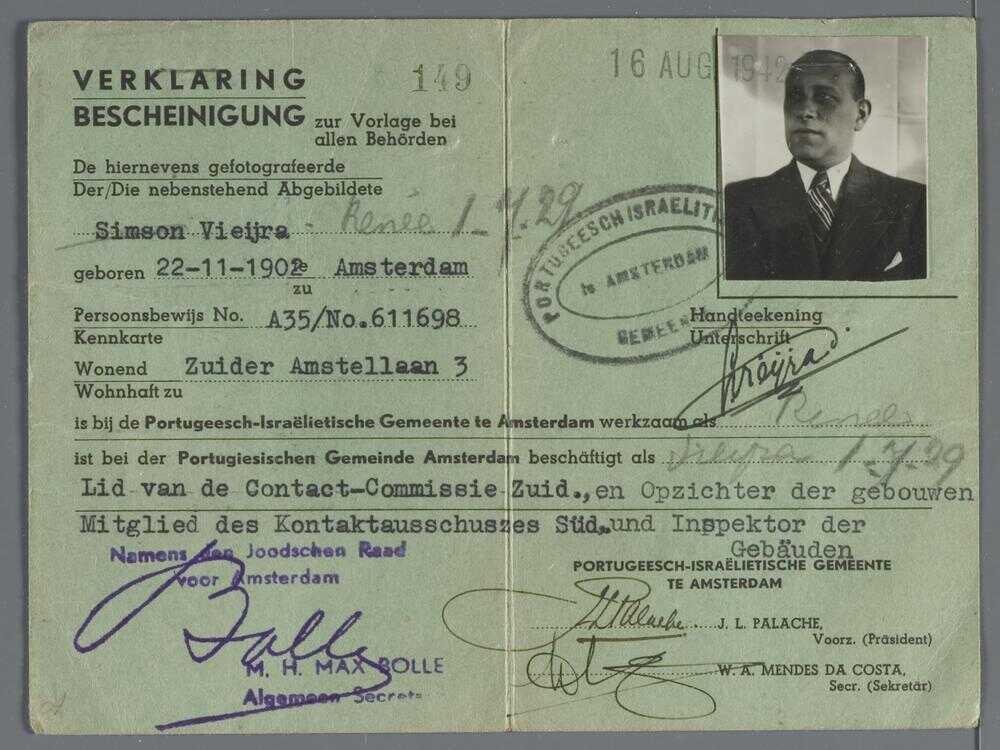 VERKLARING
149
16 AUG 1942
BESCHEINIGUNG zur Vorlage bei
allen Behörden
De hiernevens gefotografeerde
Der/Die nebenstehend Abgebildete
Simson Vieijra - Renée 1-7.29
PORTUGEESCH ISRAELIT
te AMSTERDAM
GEMEEN
geboren 22-11-1902 te Amsterdam
zu
Persoonsbewijs No. A35/No.611698
Kennkarte
Handteekening
Unterschrift
Wonend Zuider Amstellaan 3
Wohnhaft zu
is bij de Portugeesch-Israëlietische Gemeente te Amsterdam werkzaam als
ist bei der Portugiesischen Gemeinde Amsterdam beschäftigt als 1-7-29
Lid van de Contact-Commissie Zuid., en Opzichter der gebouwen
Mitglied des Kontaktausschuszes Süd. und Inspektor der
Gebäuden
Namens den Joodschen Raad
voor Amsterdam
Bolle
M. H. MAX BOLLE
Algemeen Secreta
PORTUGEESCH-ISRAËLIETISCHE GEMEENTE
TE AMSTERDAM
JLPalache J. L. PALACHE,
Voorz. (Präsident)
W. A. MENDES DA COSTA,
Secr. (Sekretär)